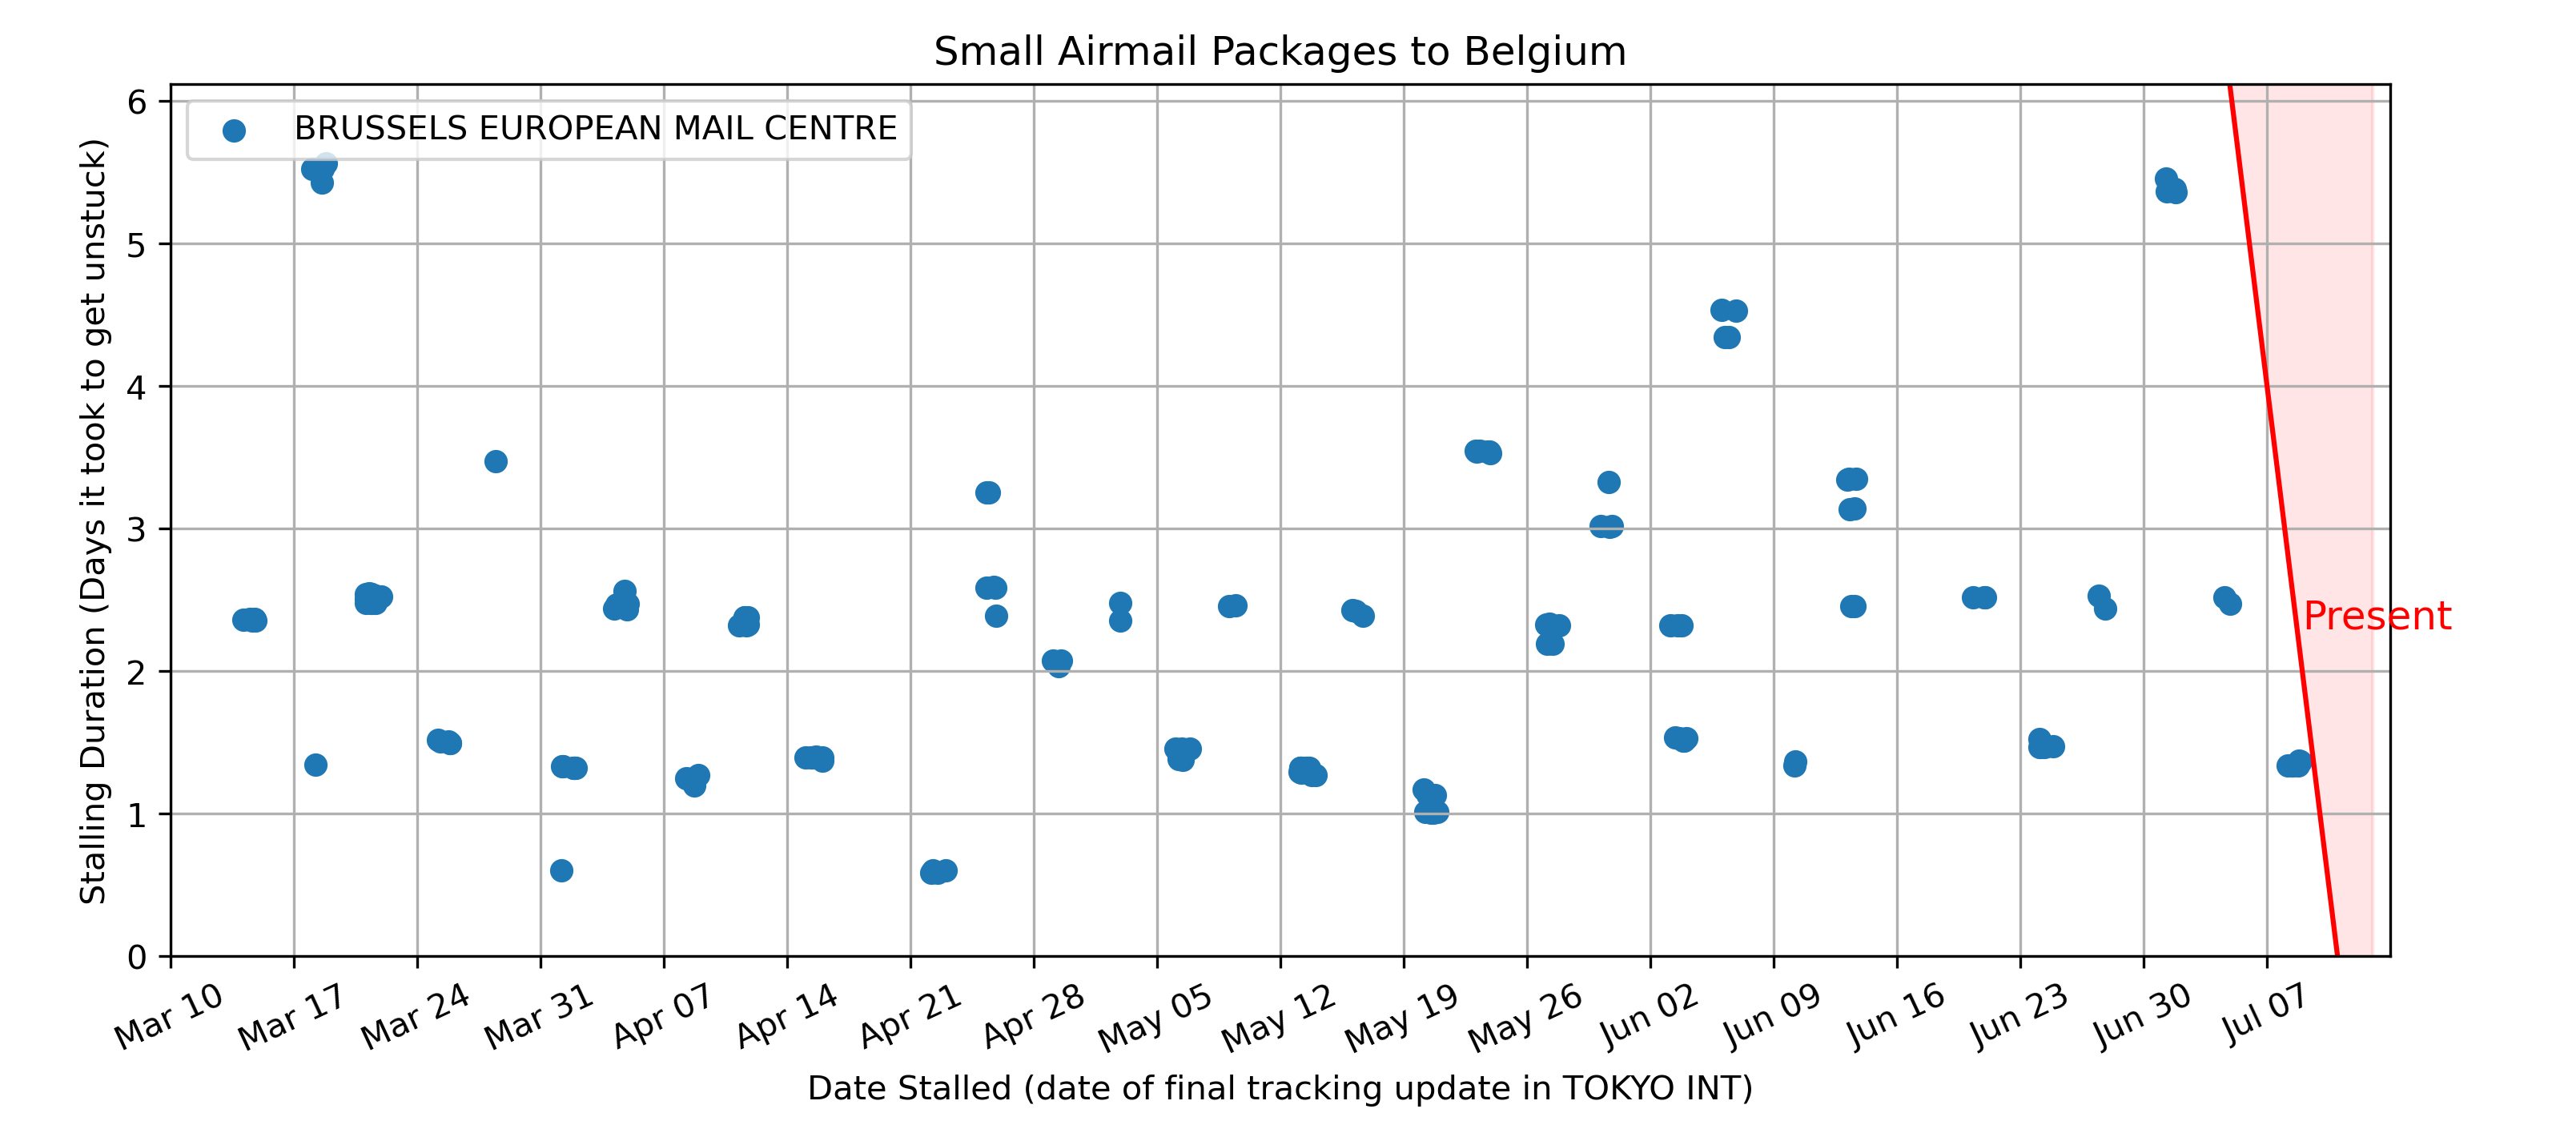 Small Airmail Packages to Belgium
BRUSSELS EUROPEAN MAIL CENTRE
Stalling Duration (Days it took to get unstuck)
6
5
4
3
2
1
0
Present
Mar 10
Mar 17
Mar 24
Mar 31
Apr 07
Apr 14
Apr 21
Apr 28
May 05
May 12
May 19
May 26
Jun 02
Jun 09
Jun 16
Jun 23
Jun 30
Jul 07
Date Stalled (date of final tracking update in TOKYO INT)